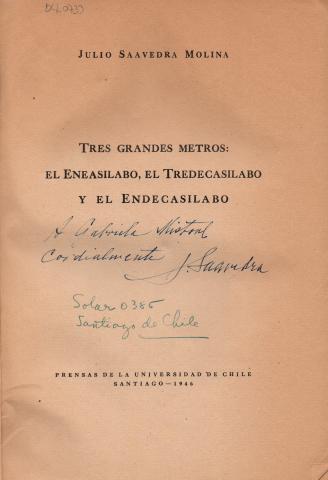 JULIO SAAVEDRA MOLINA
TRES GRANDES METROS:
EL ENEASILABO, EL TREDECASILABO
Y EL ENDECASILABO
A Gabriela Mistral
Cordialmente J. Saavedra
Solar 0386
Santiago de Chile
PRENSAS DE LA UNIVERSIDAD DE CHILE
SANTIAGO—1946